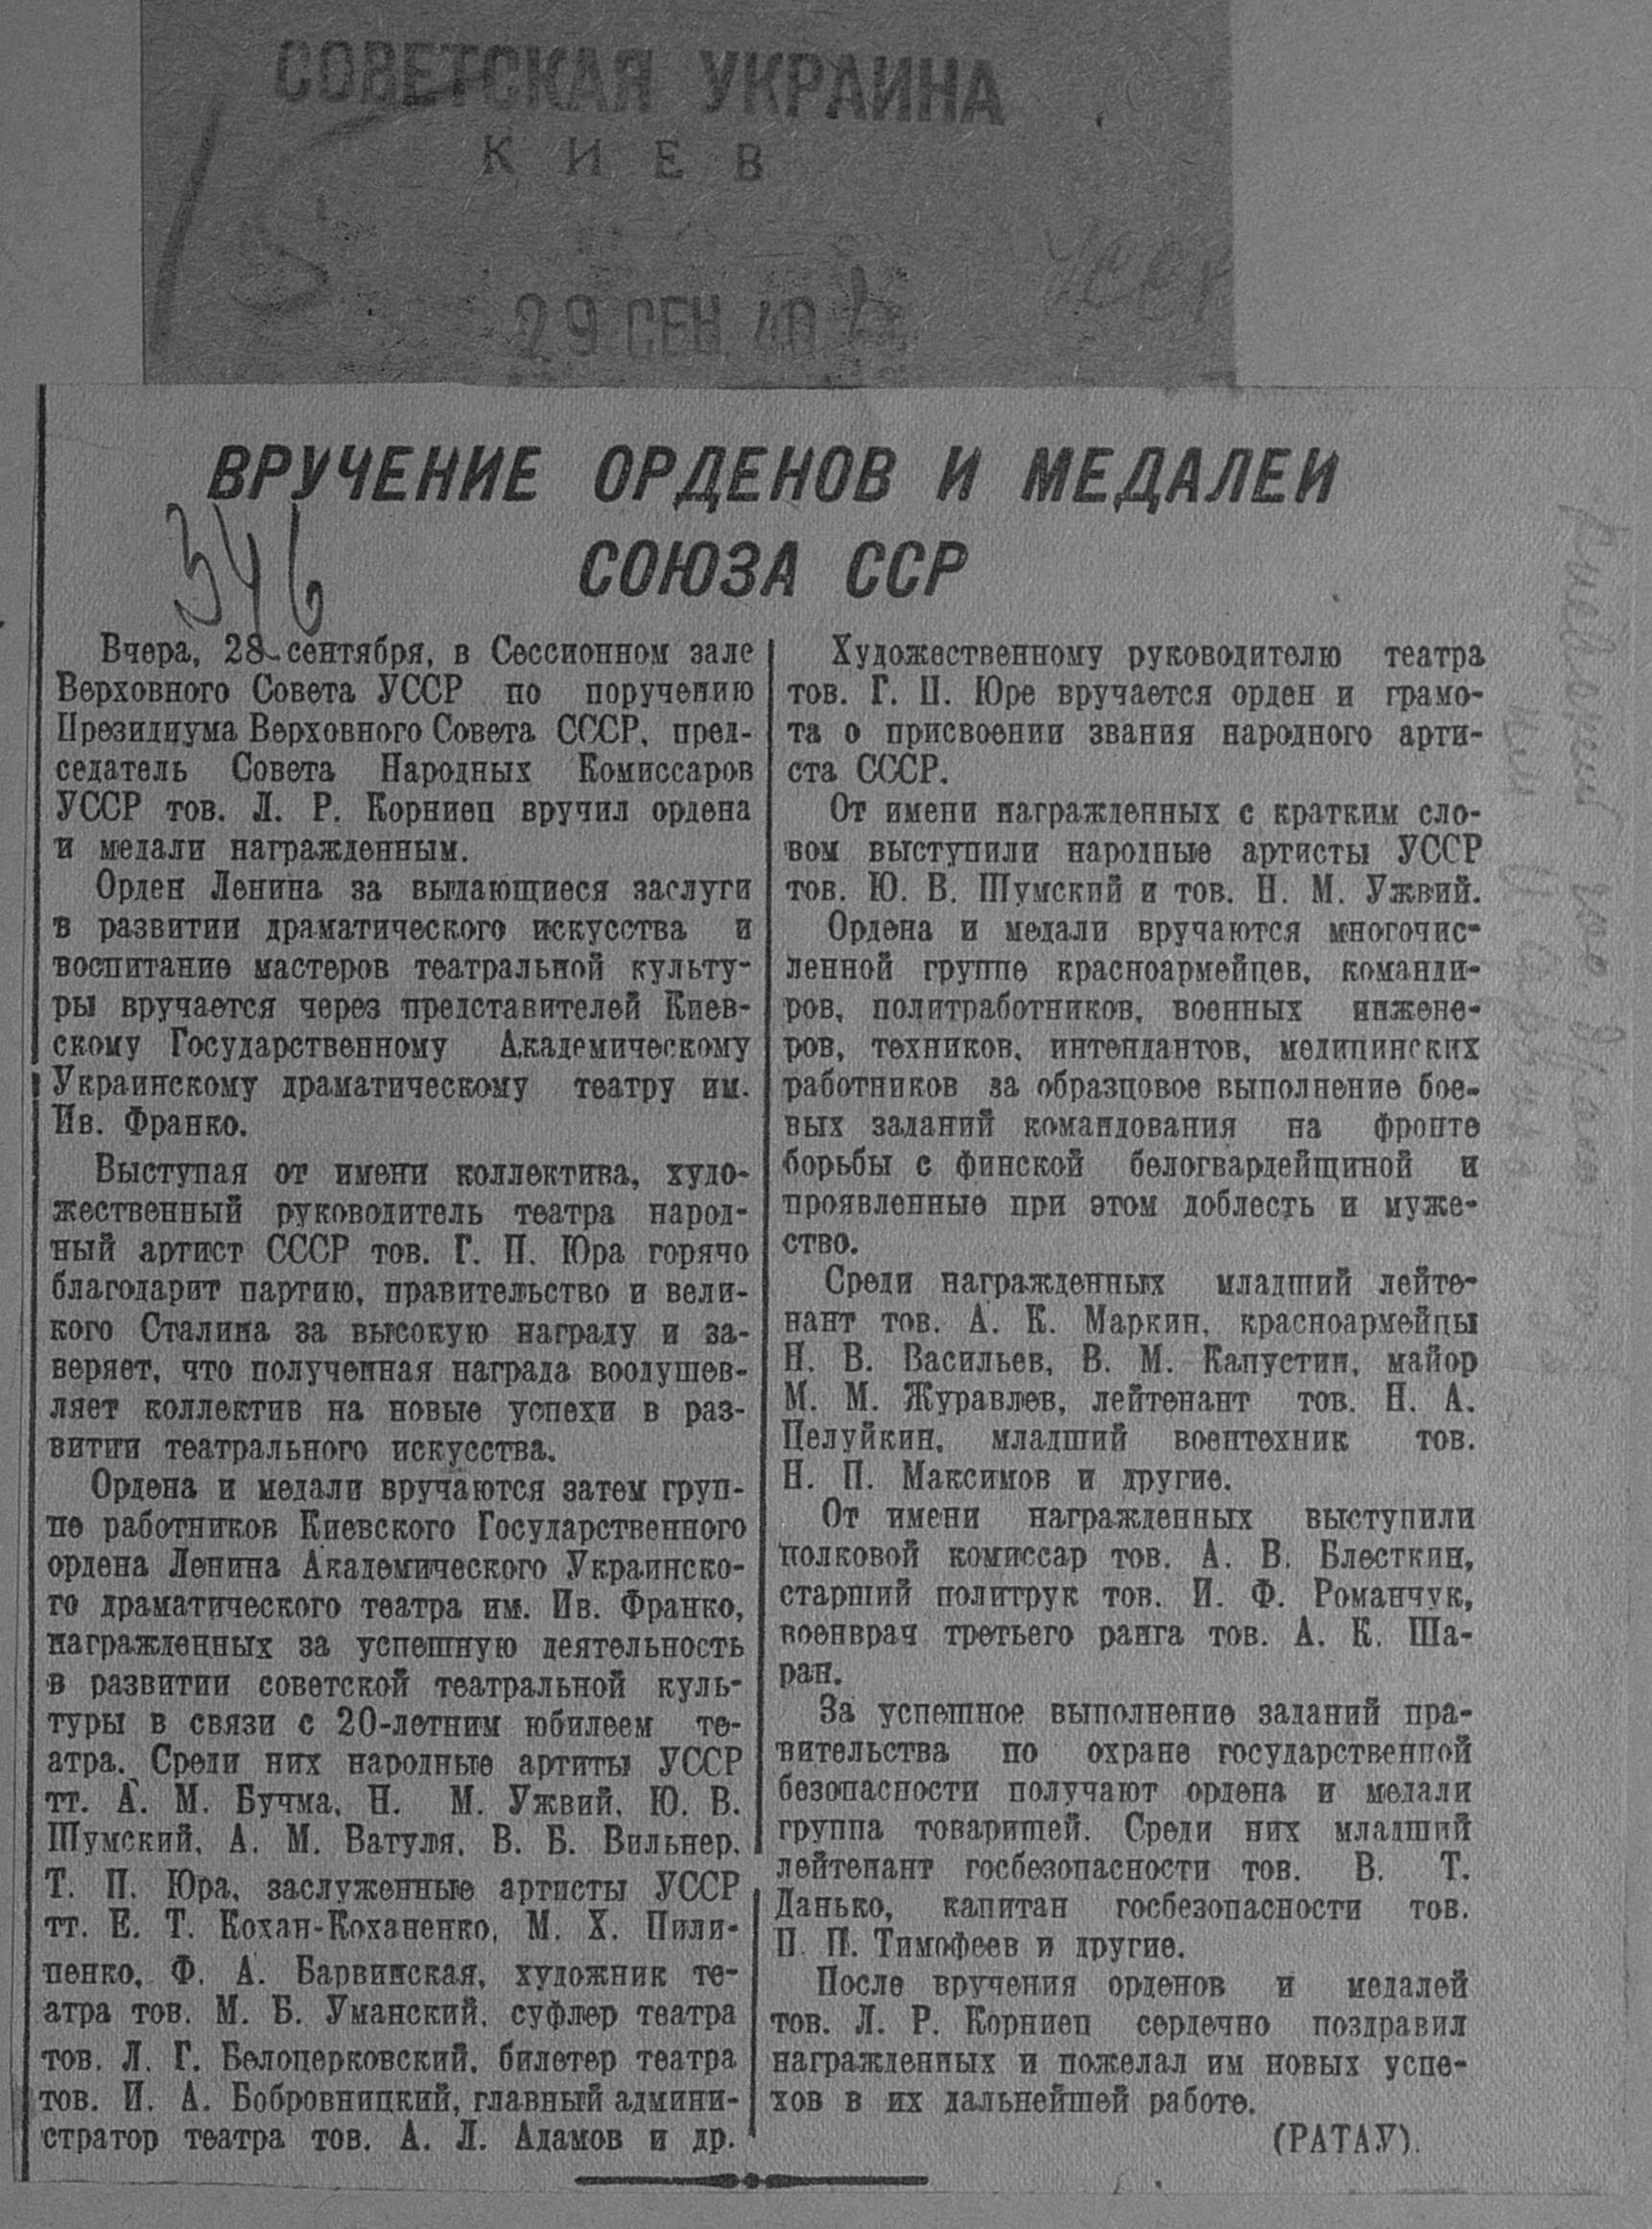 СОВЕТСКАЯ УКРАИНА
КИЕВ
29 СЕН. 40
УССР
ВРУЧЕНИЕ ОРДЕНОВ И МЕДАЛЕЙ
СОЮЗА ССР
346
Вчера, 28 сентября, в Сессионном зале
Верховного Совета УССР по поручению
Президиума Верховного Совета СССР, пред-
седатель Совета Народных Комиссаров
УССР тов. Л. Р. Корниец вручил ордена
и медали награжденным.
Орден Ленина за выдающиеся заслуги
в развитии драматического искусства и
воспитание мастеров театральной культу-
ры вручается через представителей Киев-
скому Государственному Академическому
Украинскому драматическому театру им.
Ив. Франко.
Выступая от имени коллектива, худо-
жественный руководитель театра народ-
ный артист СССР тов. Г. П. Юра горячо
благодарит партию, правительство и вели-
кого Сталина за высокую награду и за-
веряет, что полученная награда воодушев-
ляет коллектив на новые успехи в раз-
витии театрального искусства.
Ордена и медали вручаются затем груп-
пе работников Киевского Государственного
ордена Ленина Академического Украинско-
го драматического театра им. Ив. Франко,
награжденных за успешную деятельность
в развитии советской театральной куль-
туры в связи с 20-летним юбилеем те-
атра. Среди них народные артиты УССР
тт. А. М. Бучма, Н. М. Ужвий, Ю. В.
Шумский, А. М. Ватуля, В. Б. Вильнер,
Т. П. Юра, заслуженные артисты УССР
тт. Е. Т. Кохан-Коханенко, М. Х. Пили-
пенко, Ф. А. Барвинская, художник те-
атра тов. М. Б. Уманский, суфлер театра
тов. Л. Г. Белоцерковский, билетер театра
тов. И. А. Бобровницкий, главный админи-
стратор театра тов. А. Л. Адамов и др.
Художественному руководителю театра
тов. Г. П. Юре вручается орден и грамо-
та о присвоении звания народного арти-
ста СССР.
От имени награжденных с кратким сло-
вом выступили народные артисты УССР
тов. Ю. В. Шумский и тов. Н. М. Ужвий.
Ордена и медали вручаются многочис-
ленной группе красноармейцев, команди-
ров, политработников, военных инжене-
ров, техников, интендантов, медицинских
работников за образцовое выполнение бое-
вых заданий командования на фронте
борьбы с финской белогвардейщиной и
проявленные при этом доблесть и муже-
ство.
Среди награжденных младший лейте-
нант тов. А. К. Маркин, красноармейцы
Н. В. Васильев, В. М. Капустин, майор
М. М. Журавлев, лейтенант тов. Н. А.
Целуйкин, младший воентехник тов.
Н. П. Максимов и другие.
От имени награжденных выступили
полковой комиссар тов. А. В. Блесткин,
старший политрук тов. И. Ф. Романчук,
военврач третьего ранга тов. А. К. Ша-
ран.
За успешное выполнение заданий пра-
вительства по охране государственной
безопасности получают ордена и медали
группа товарищей. Среди них младший
лейтенант госбезопасности тов. В. Т.
Данько, капитан госбезопасности тов.
П. П. Тимофеев и другие.
После вручения орденов и медалей
тов. Л. Р. Корниец сердечно поздравил
награжденных и пожелал им новых успе-
хов в их дальнейшей работе.
(РАТАУ).